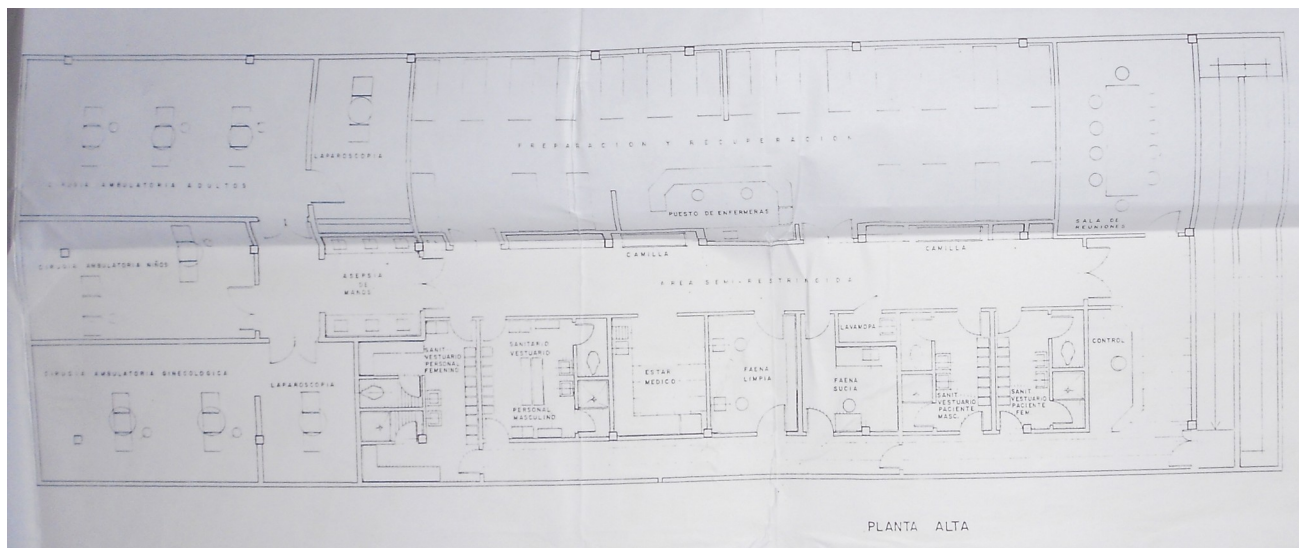 LAPAROSCOPIA
CIRUGIA AMBULATORIA ADULTOS
PREPARACION Y RECUPERACION
PUESTO DE ENFERMERAS
SALA DE
REUNIONES
CIRUGIA AMBULATORIA NIÑOS
ASEPSIA
DE
MANOS
CAMILLA
CAMILLA
AREA SEMI-RESTRINGIDA
CIRUGIA AMBULATORIA GINECOLOGICA
LAPAROSCOPIA
SANIT.
VESTUARIO
PERSONAL
FEMENINO
SANITARIO
VESTUARIO
PERSONAL
MASCULINO
ESTAR
MEDICO
FAENA
LIMPIA
LAVAMOPA
FAENA
SUCIA
SANIT.
VESTUARIO
PACIENTE
MASC.
SANIT.
VESTUARIO
PACIENTE
FEM.
CONTROL
PLANTA ALTA